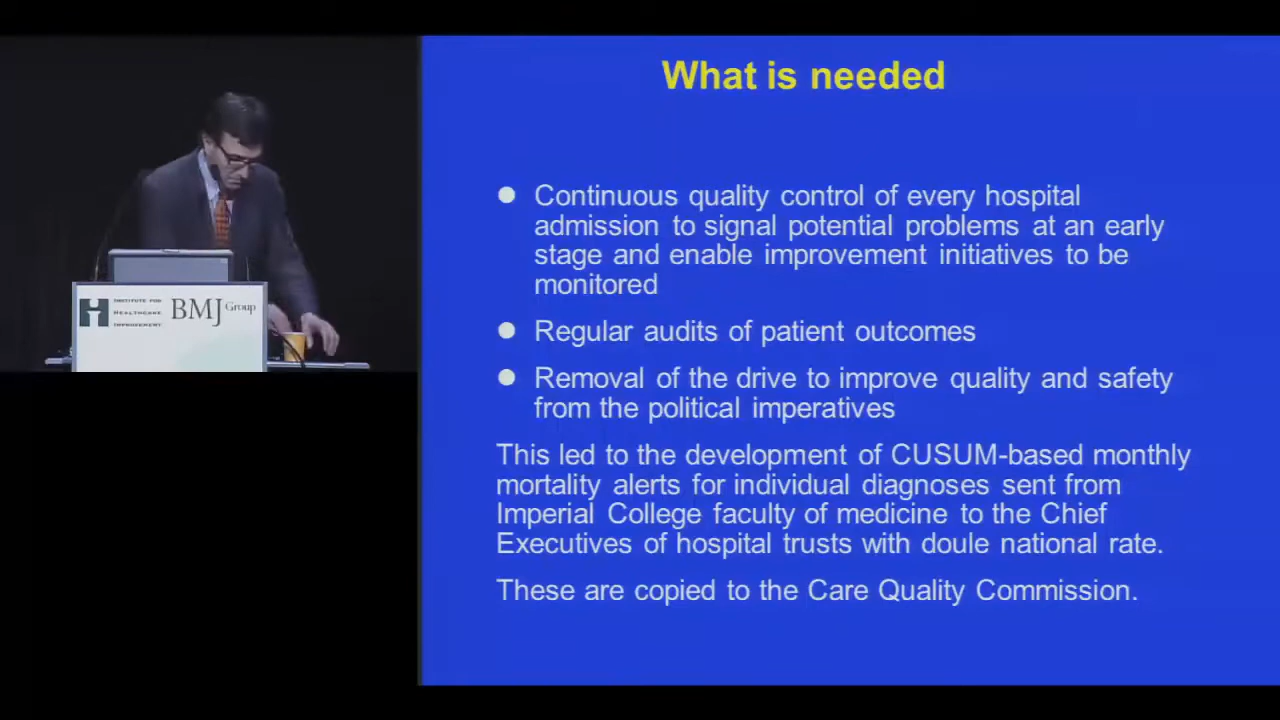 What is needed
Continuous quality control of every hospital
admission to signal potential problems at an early
stage and enable improvement initiatives to be
monitored
Regular audits of patient outcomes
Removal of the drive to improve quality and safety
from the political imperatives
This led to the development of CUSUM-based monthly
mortality alerts for individual diagnoses sent from
Imperial College faculty of medicine to the Chief
Executives of hospital trusts with doule national rate.
These are copied to the Care Quality Commission.
INSTITUTE FOR
HEALTHCARE
IMPROVEMENT
BMJ Group